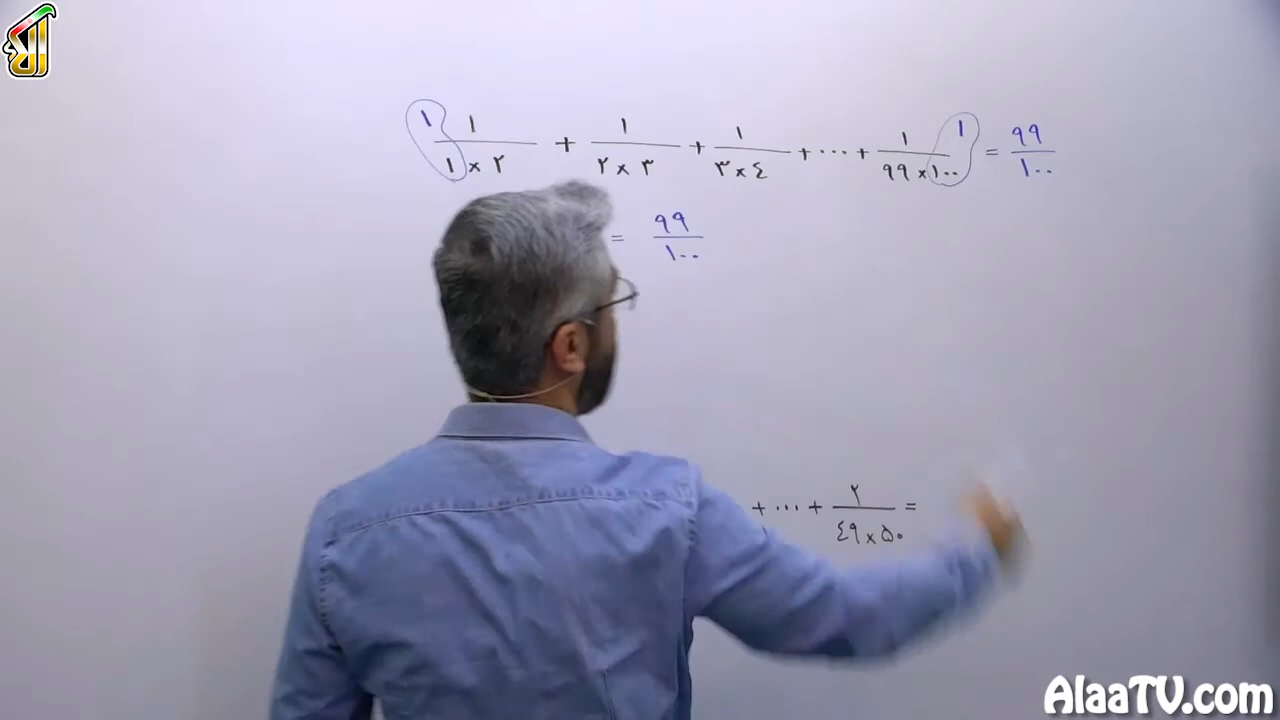 ۱/(۱ × ۲) + ۱/(۲ × ۳) + ۱/(۳ × ٤) + ... + ۱/(۹۹ × ۱۰۰) = ۹۹/۱۰۰
۱ ۱
= ۹۹/۱۰۰
+ ... + ۲/(٤۹ × ۵۰) =
AlaaTV.com